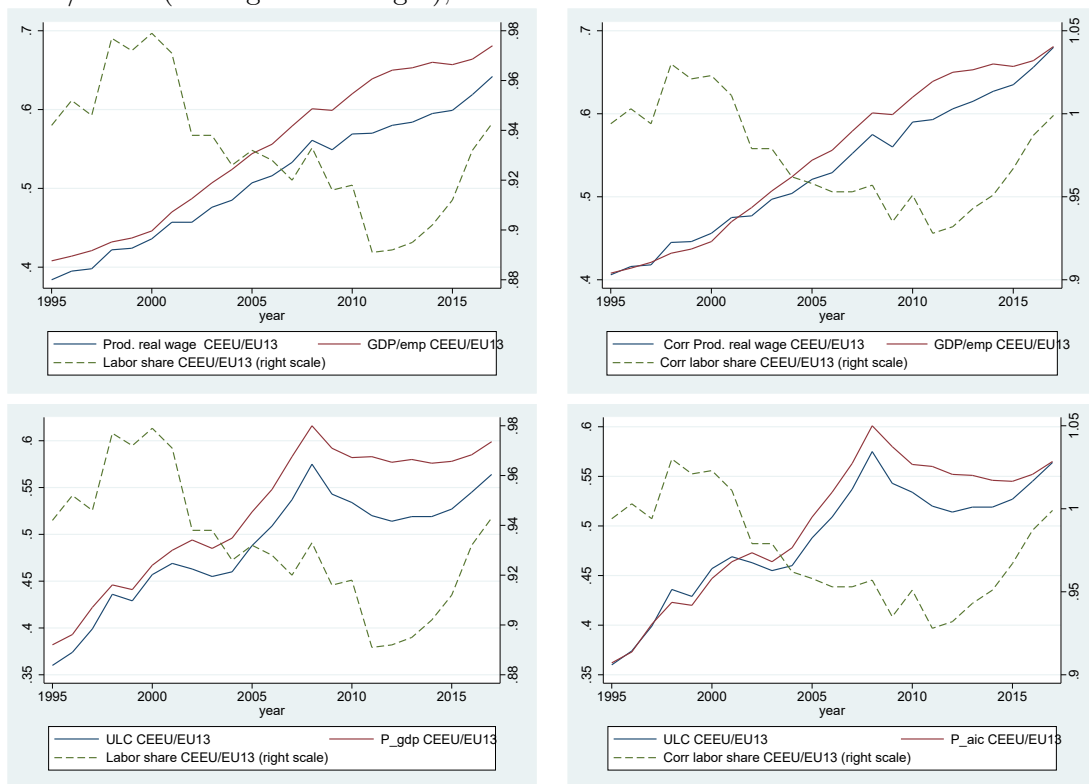 .7
.6
.5
.4
.98
.96
.94
.92
.9
.88
1995 2000 2005 2010 2015
year
Prod. real wage CEEU/EU13 GDP/emp CEEU/EU13
Labor share CEEU/EU13 (right scale)
.7
.6
.5
.4
1.05
1
.95
.9
1995 2000 2005 2010 2015
year
Corr Prod. real wage CEEU/EU13 GDP/emp CEEU/EU13
Corr labor share CEEU/EU13 (right scale)
.6
.55
.5
.45
.4
.35
.98
.96
.94
.92
.9
.88
1995 2000 2005 2010 2015
year
ULC CEEU/EU13 P_gdp CEEU/EU13
Labor share CEEU/EU13 (right scale)
.6
.55
.5
.45
.4
.35
1.05
1
.95
.9
1995 2000 2005 2010 2015
year
ULC CEEU/EU13 P_aic CEEU/EU13
Corr labor share CEEU/EU13 (right scale)